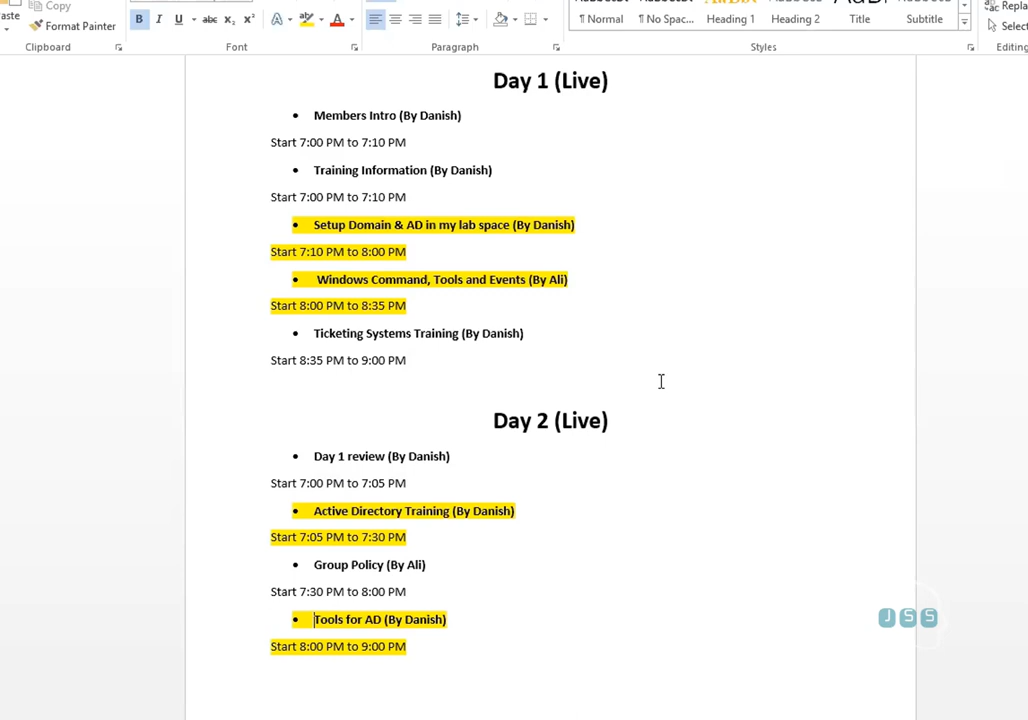 aste
Copy
Format Painter
B I U abc X₂ X² A aby A
¶ Normal ¶ No Spac... Heading 1 Heading 2 Title Subtitle
Repla
Select
Clipboard Font Paragraph Styles Editing
Day 1 (Live)
• Members Intro (By Danish)
Start 7:00 PM to 7:10 PM
• Training Information (By Danish)
Start 7:00 PM to 7:10 PM
• Setup Domain & AD in my lab space (By Danish)
Start 7:10 PM to 8:00 PM
• Windows Command, Tools and Events (By Ali)
Start 8:00 PM to 8:35 PM
• Ticketing Systems Training (By Danish)
Start 8:35 PM to 9:00 PM
Day 2 (Live)
• Day 1 review (By Danish)
Start 7:00 PM to 7:05 PM
• Active Directory Training (By Danish)
Start 7:05 PM to 7:30 PM
• Group Policy (By Ali)
Start 7:30 PM to 8:00 PM
• Tools for AD (By Danish)
Start 8:00 PM to 9:00 PM
JSS